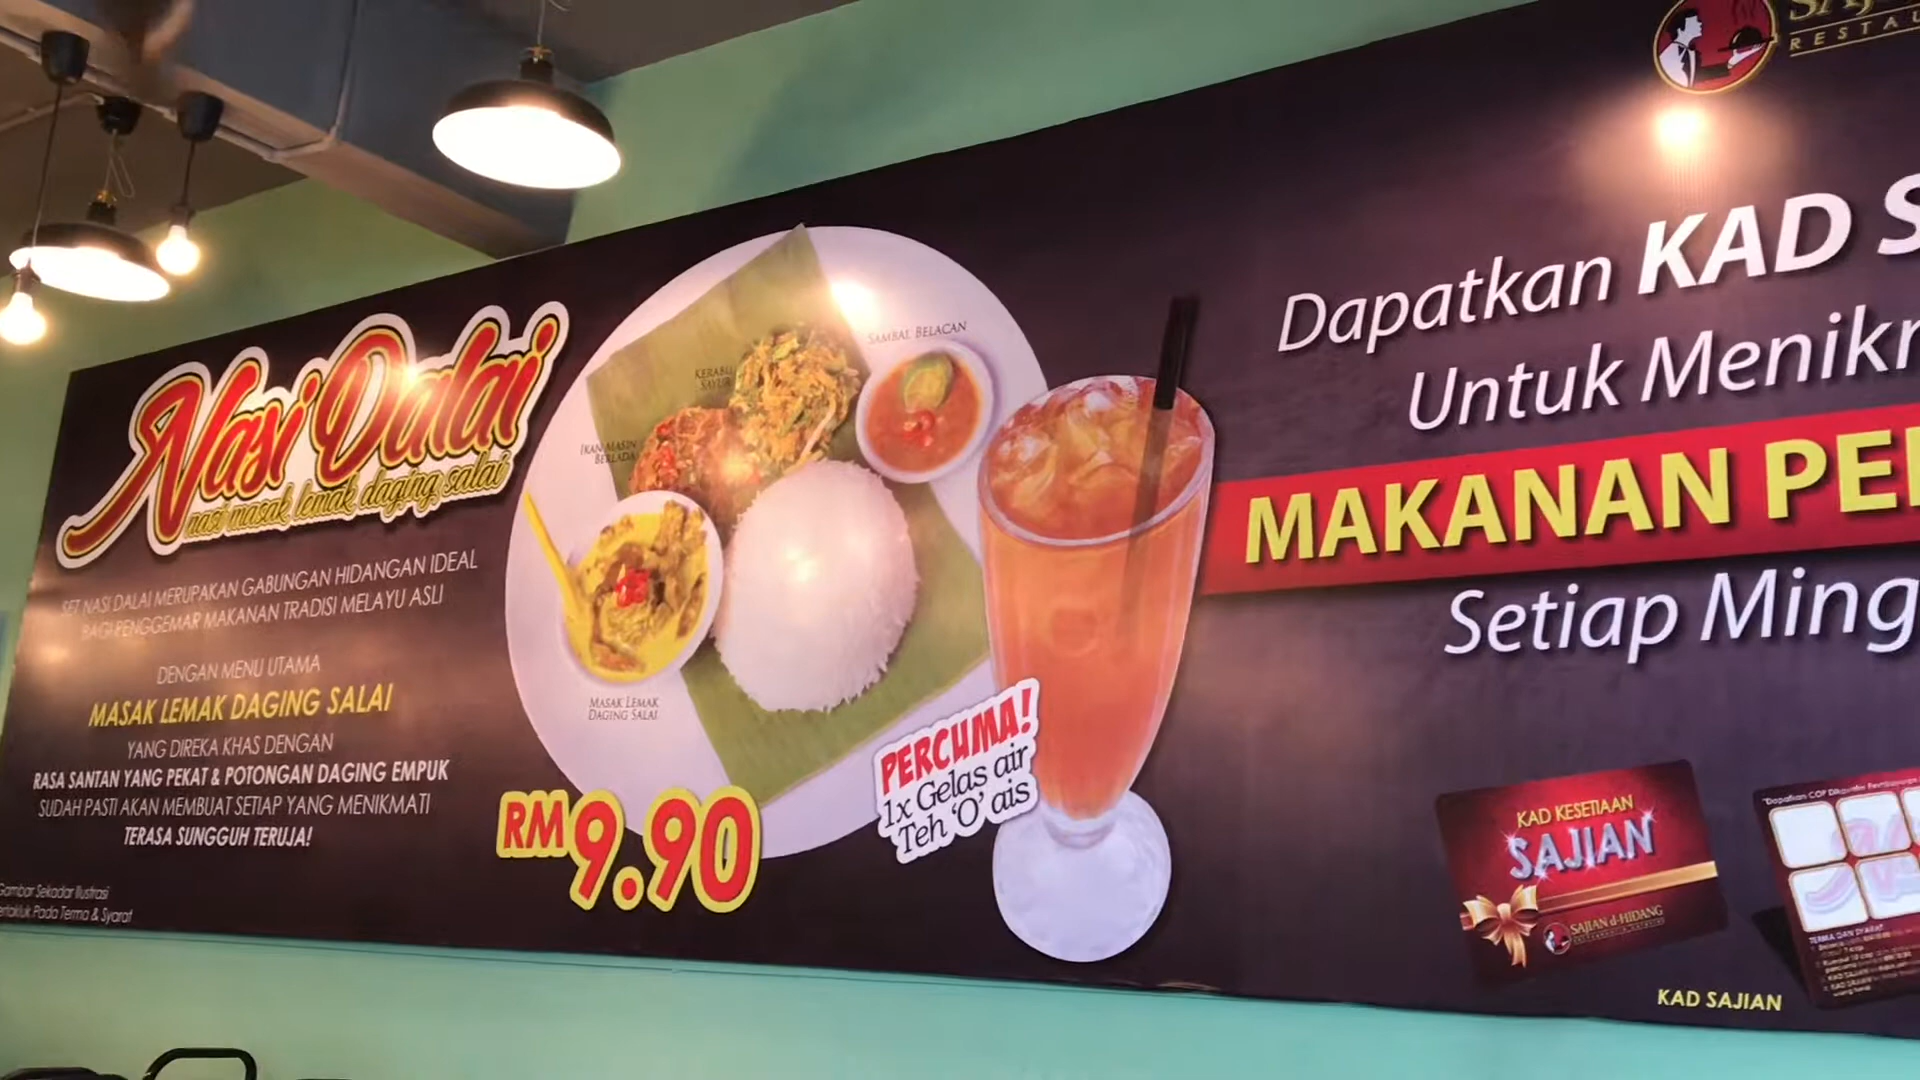 Nasi Dalai
nasi masak lemak daging salai
SET NASI DALAI MERUPAKAN GABUNGAN HIDANGAN IDEAL
BAGI PENGGEMAR MAKANAN TRADISI MELAYU ASLI
DENGAN MENU UTAMA
MASAK LEMAK DAGING SALAI
YANG DIREKA KHAS DENGAN
RASA SANTAN YANG PEKAT & POTONGAN DAGING EMPUK
SUDAH PASTI AKAN MEMBUAT SETIAP YANG MENIKMATI
TERASA SUNGGUH TERUJA!
Gambar Sekadar Ilustrasi
Pada Terma & Syarat
SAMBAL BELACAN
KERABU
SAYUR
IKAN MASIN
BERLADA
MASAK LEMAK
DAGING SALAI
RM9.90
PERCUMA!
1x Gelas air
Teh 'O' ais
Dapatkan KAD S
Untuk Menik
MAKANAN PE
Setiap Ming
KAD KESETIAAN
SAJIAN
SAJIAN d-HIDANG
KAD SAJIAN
TERMA DAN SYARAT